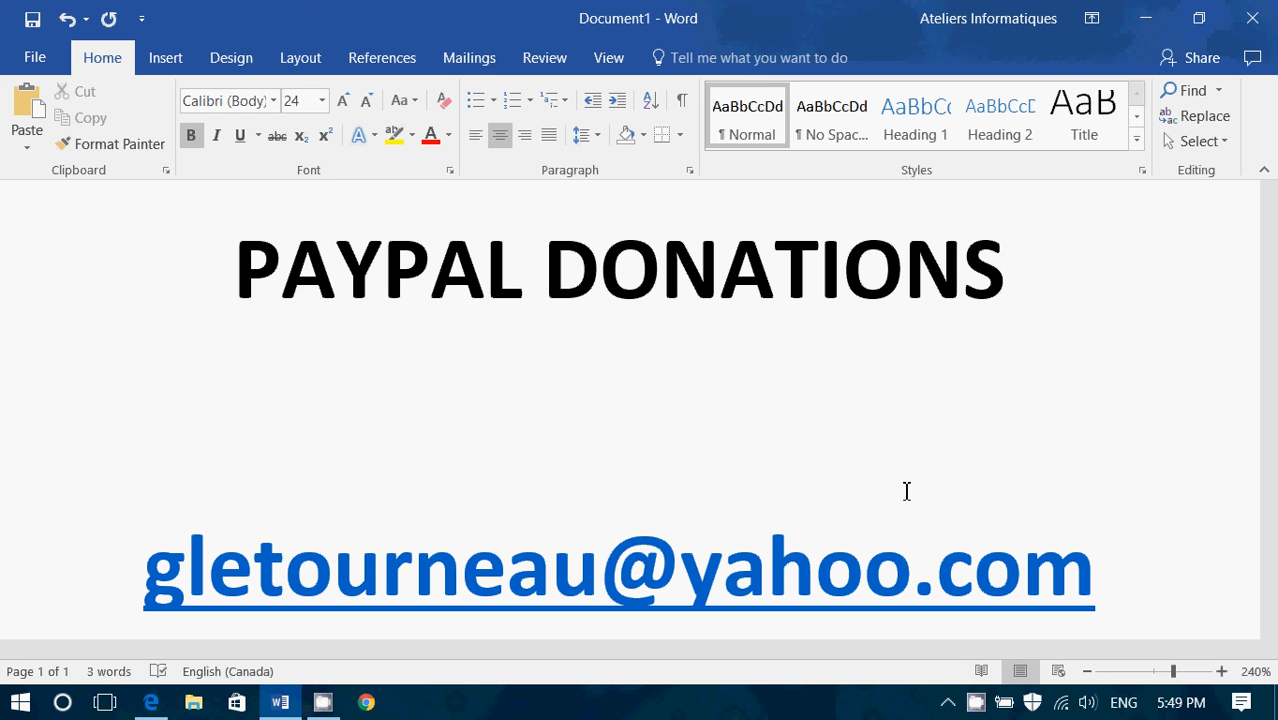 Document1 - Word
Ateliers Informatiques
File Home Insert Design Layout References Mailings Review View Tell me what you want to do Share
Paste
Cut
Copy
Format Painter
Calibri (Body) 24
AaBbCcDd
¶ Normal
AaBbCcDd
¶ No Spac...
AaBbCc
Heading 1
AaBbCcE
Heading 2
AaB
Title
Find
Replace
Select
Clipboard Font Paragraph Styles Editing
PAYPAL DONATIONS
gletourneau@yahoo.com
Page 1 of 1 3 words English (Canada) 240%
ENG 5:49 PM